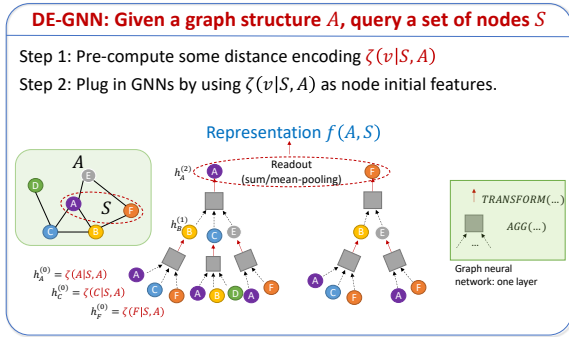 DE-GNN: Given a graph structure A, query a set of nodes S
Step 1: Pre-compute some distance encoding ζ(v|S, A)
Step 2: Plug in GNNs by using ζ(v|S, A) as node initial features.
Representation f(A, S)
h_A^(2) A Readout F
(sum/mean-pooling)
A
E
D
A S
F
C B
h_B^(1) B C E
B E
A
C F A B D A F
C F A F
h_A^(0) = ζ(A|S, A)
h_C^(0) = ζ(C|S, A)
h_F^(0) = ζ(F|S, A)
TRANSFORM(...)
AGG(...)
...
Graph neural
network: one layer